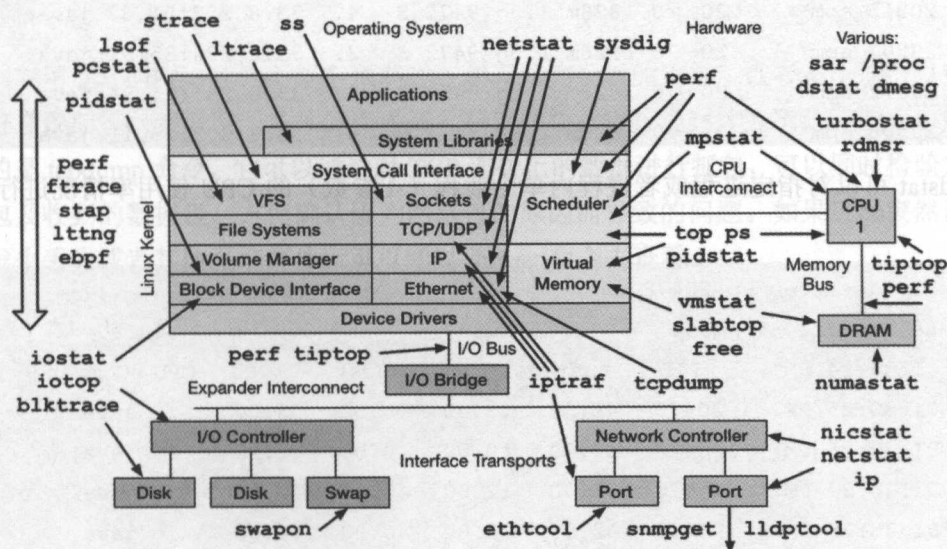 strace
ss
Operating System
Hardware
Various:
lsof
ltrace
netstat
sysdig
sar /proc
pcstat
dstat dmesg
pidstat
Applications
perf
turbostat
rdmsr
mpstat
System Libraries
System Call Interface
CPU
Interconnect
perf
ftrace
stap
lttng
ebpf
Linux Kernel
VFS
Sockets
Scheduler
CPU
1
File Systems
TCP/UDP
top ps
pidstat
Volume Manager
IP
Virtual
Memory
Memory
Bus
tiptop
perf
Block Device Interface
Ethernet
vmstat
slabtop
free
Device Drivers
DRAM
iostat
iotop
blktrace
perf tiptop
I/O Bus
numastat
Expander Interconnect
I/O Bridge
iptraf
tcpdump
I/O Controller
Network Controller
nicstat
netstat
ip
Interface Transports
Disk
Disk
Swap
Port
Port
swapon
ethtool
snmpget
lldptool